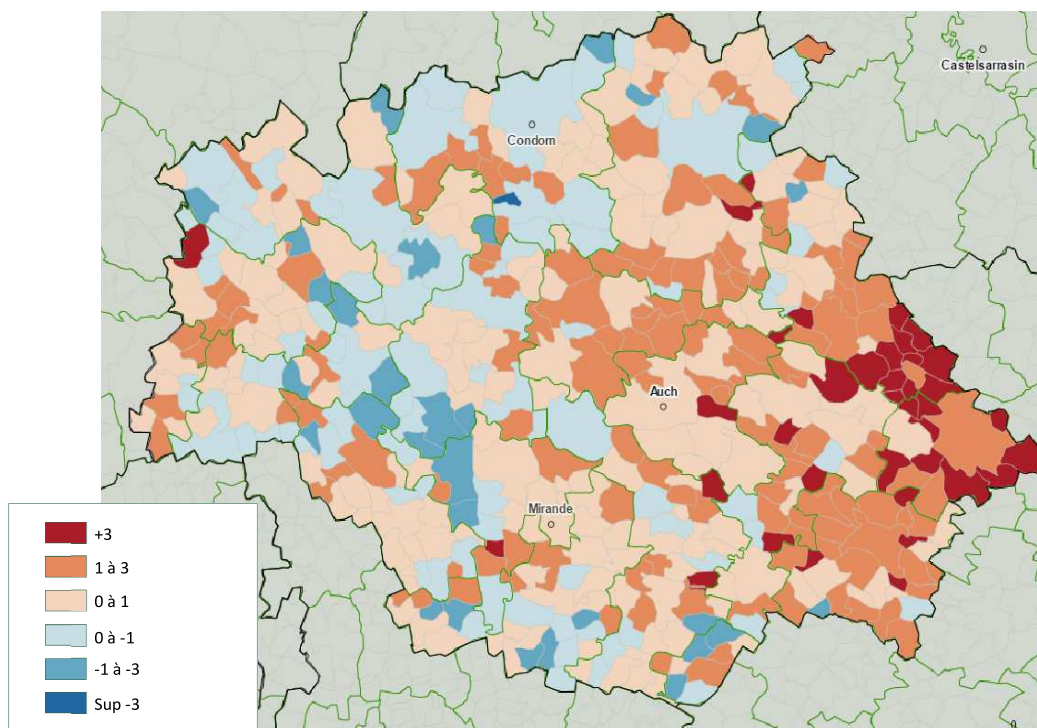 Castelsarrasin
Condom
Auch
Mirande
+3
1 à 3
0 à 1
0 à -1
-1 à -3
Sup -3